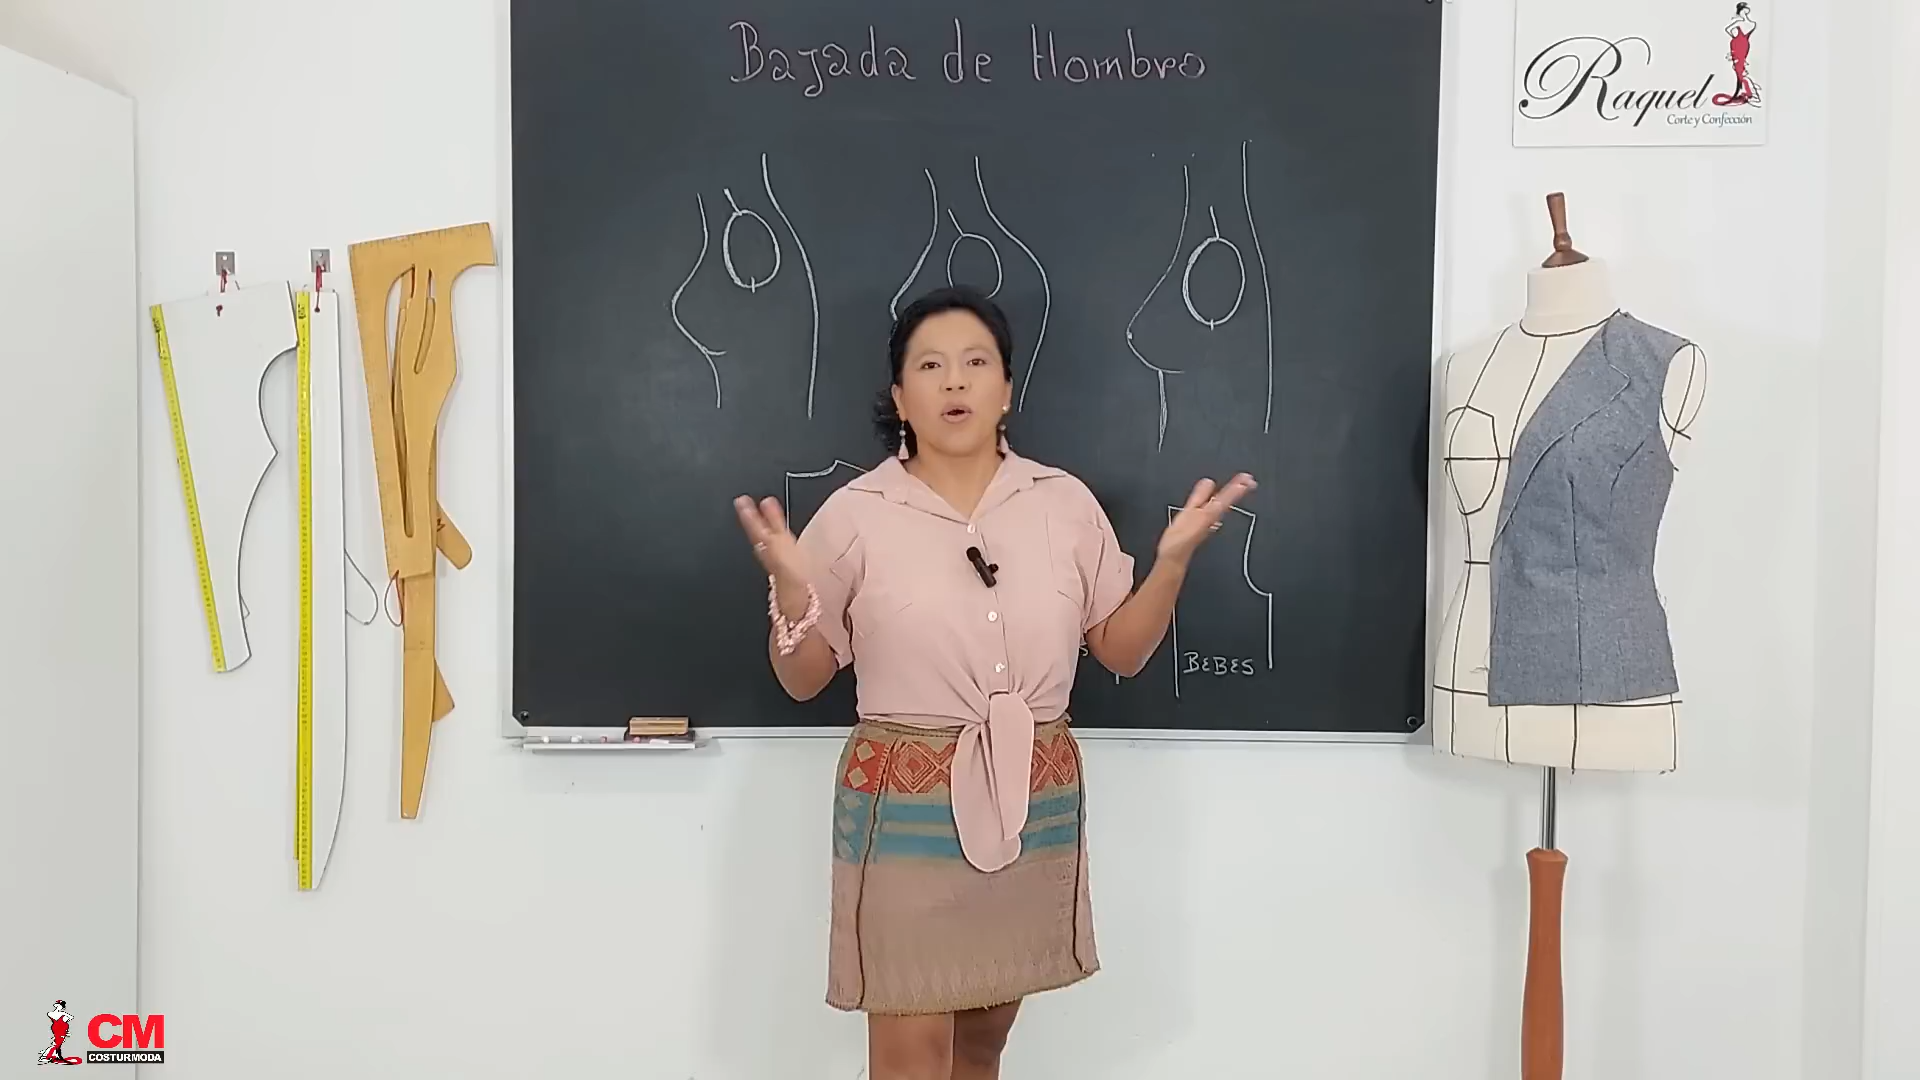 Bajada de Hombro
Raquel
Corte y Confección
BEBES
CM
COSTURMODA